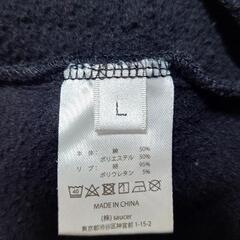 L
本体： 綿 50%
ポリエステル 50%
リブ： 綿 95%
ポリウレタン 5%
40
MADE IN CHINA
(株) saucer
東京都渋谷区神宮前 1-15-2